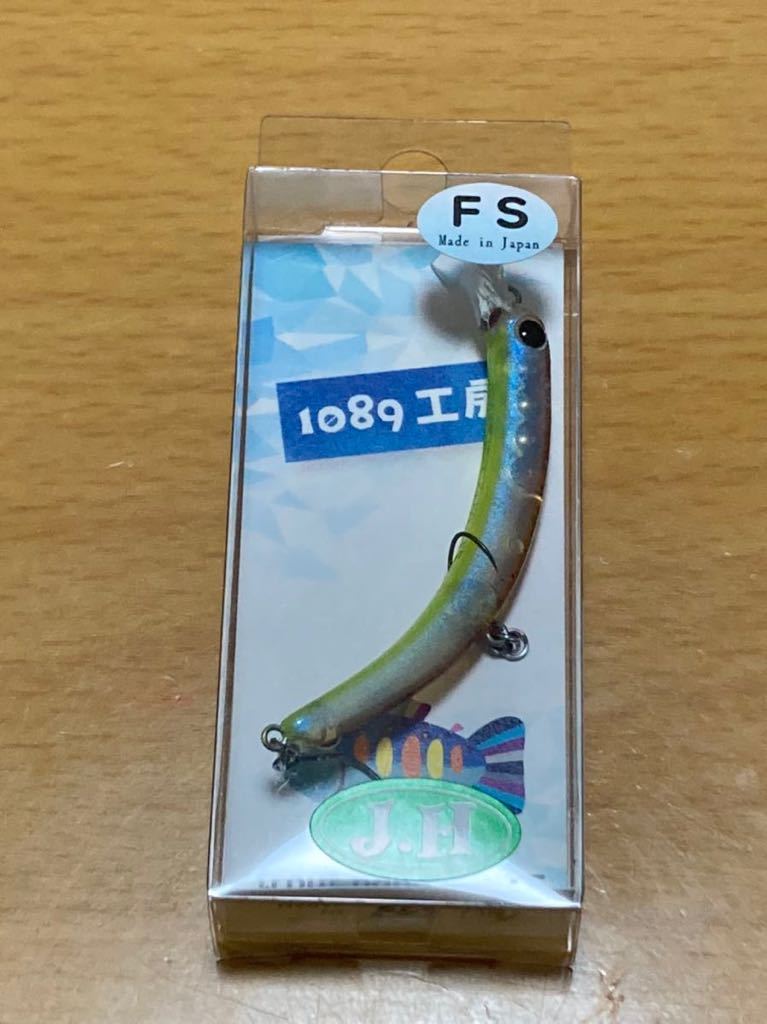 FS
Made in Japan
1089 工房
J.H